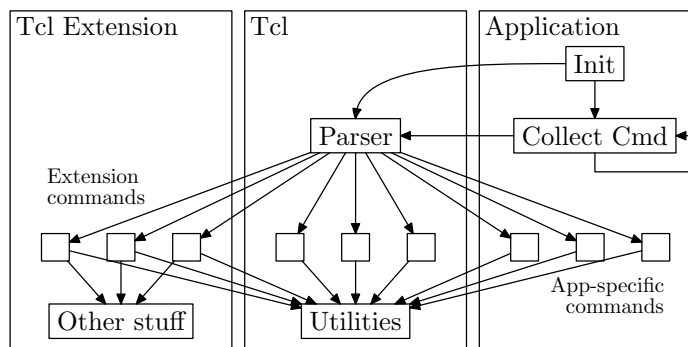 Tcl Extension
Tcl
Application
Init
Parser
Collect Cmd
Extension
commands
App-specific
commands
Other stuff
Utilities